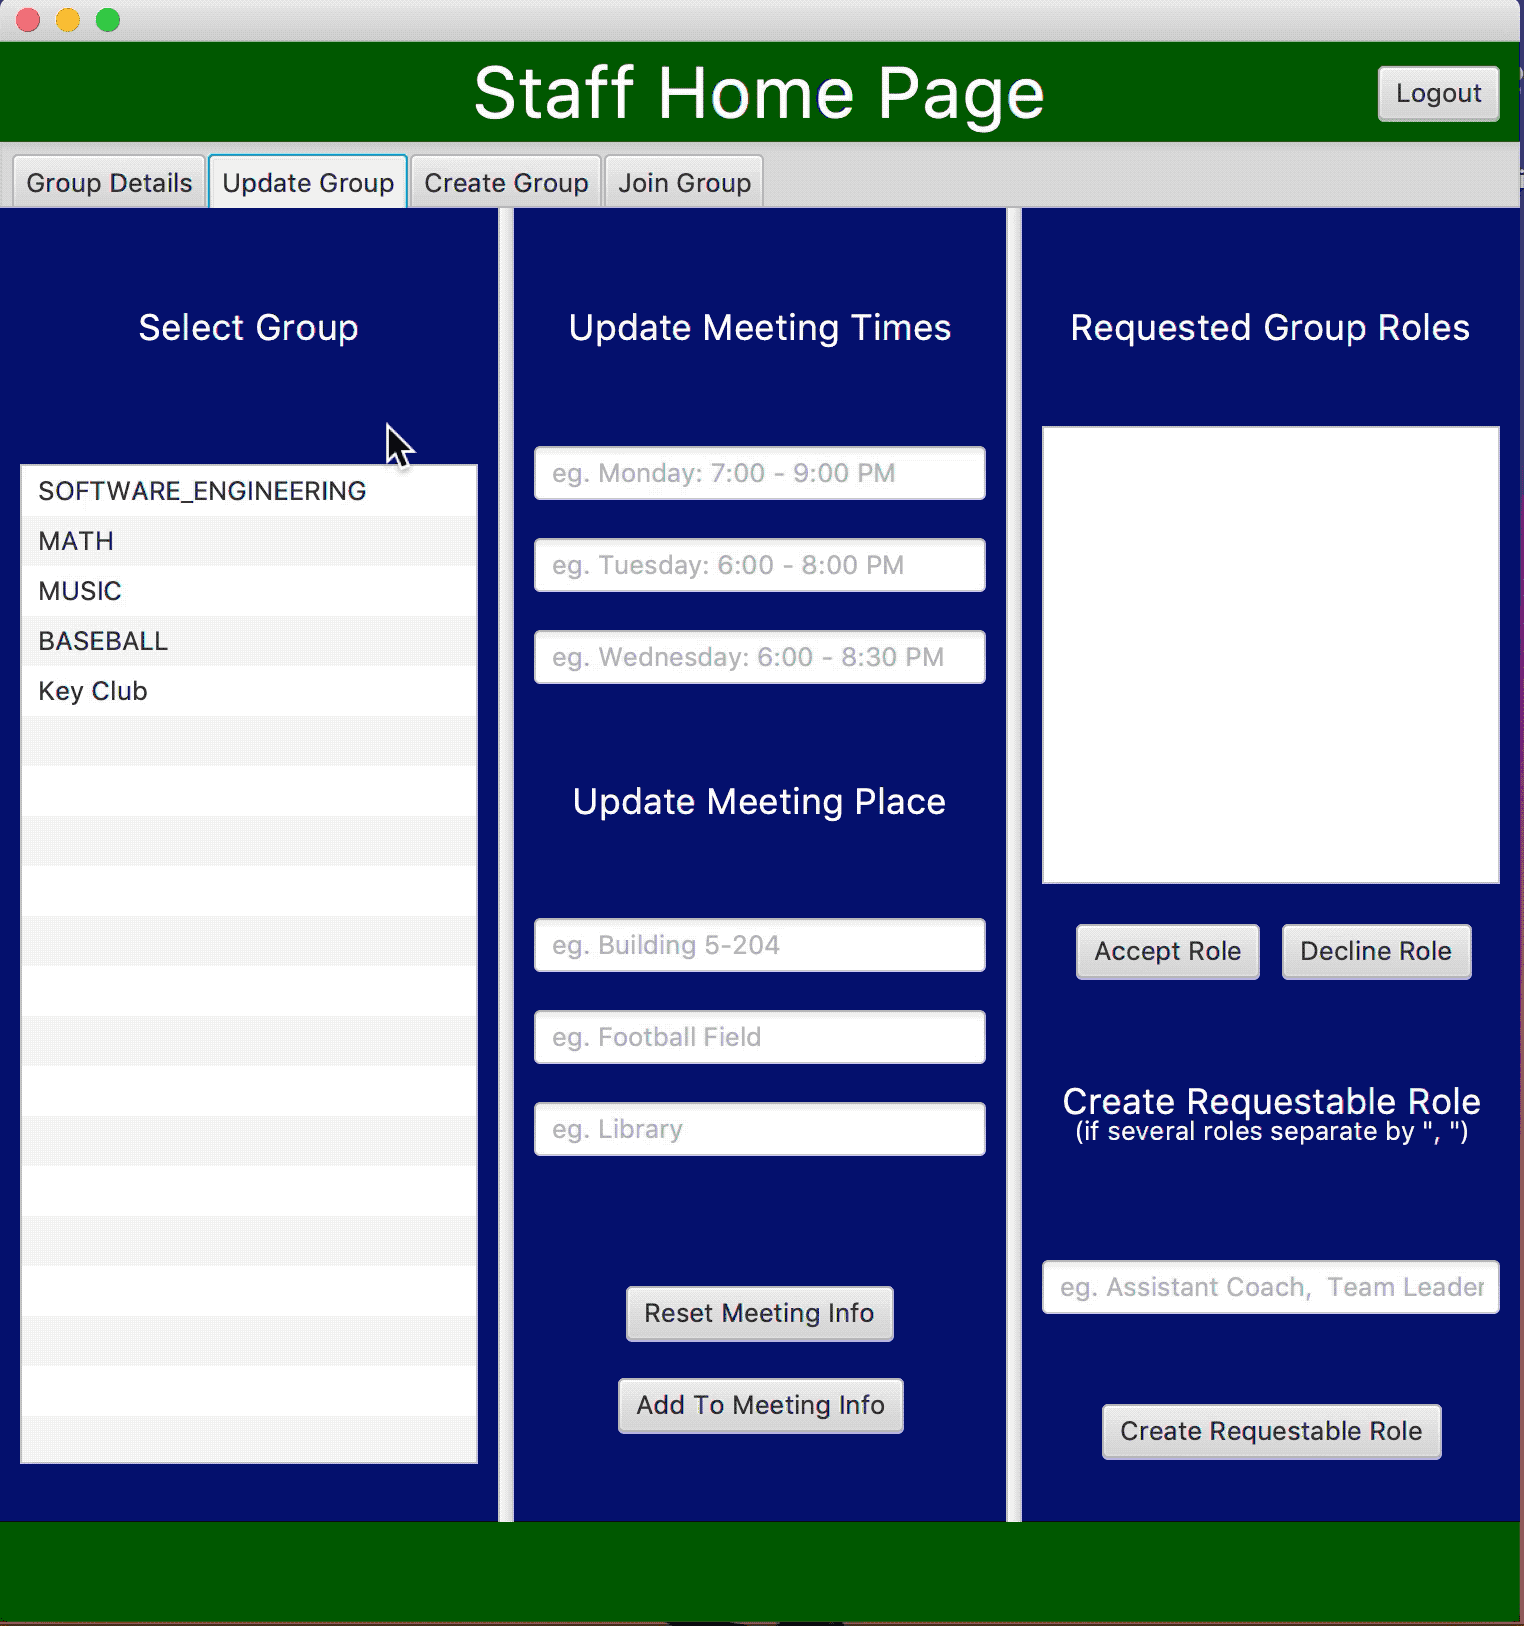 Staff Home Page
Logout
Group Details
Update Group
Create Group
Join Group
Select Group
SOFTWARE_ENGINEERING
MATH
MUSIC
BASEBALL
Key Club
Update Meeting Times
eg. Monday: 7:00 - 9:00 PM
eg. Tuesday: 6:00 - 8:00 PM
eg. Wednesday: 6:00 - 8:30 PM
Update Meeting Place
eg. Building 5-204
eg. Football Field
eg. Library
Reset Meeting Info
Add To Meeting Info
Requested Group Roles
Accept Role
Decline Role
Create Requestable Role
(if several roles separate by ", ")
eg. Assistant Coach,  Team Leader
Create Requestable Role